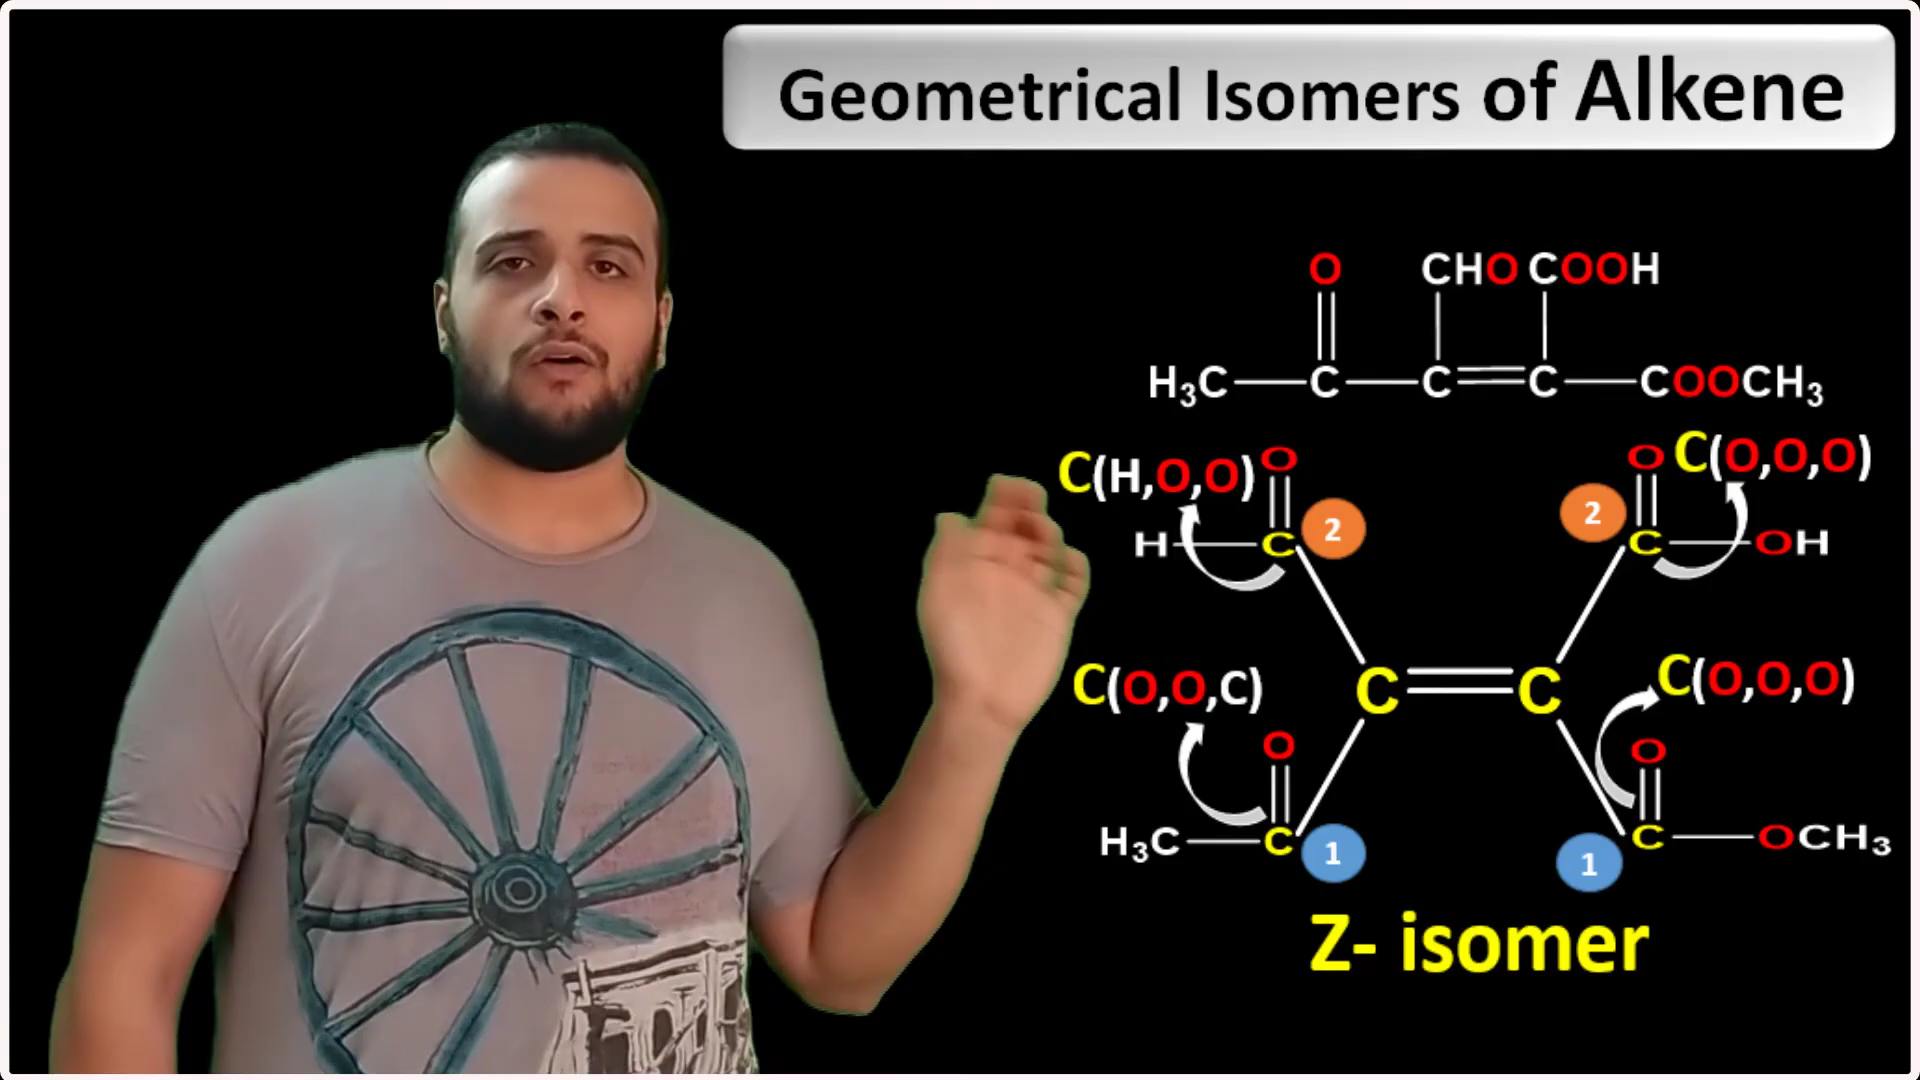 Geometrical Isomers of Alkene
O CHO COOH
H₃C C C C COOCH₃
C(H,O,O) O O C(O,O,O)
H C 2 2 C OH
C(O,O,C) C C C(O,O,O)
O O
H₃C C 1 1 C OCH₃
Z- isomer